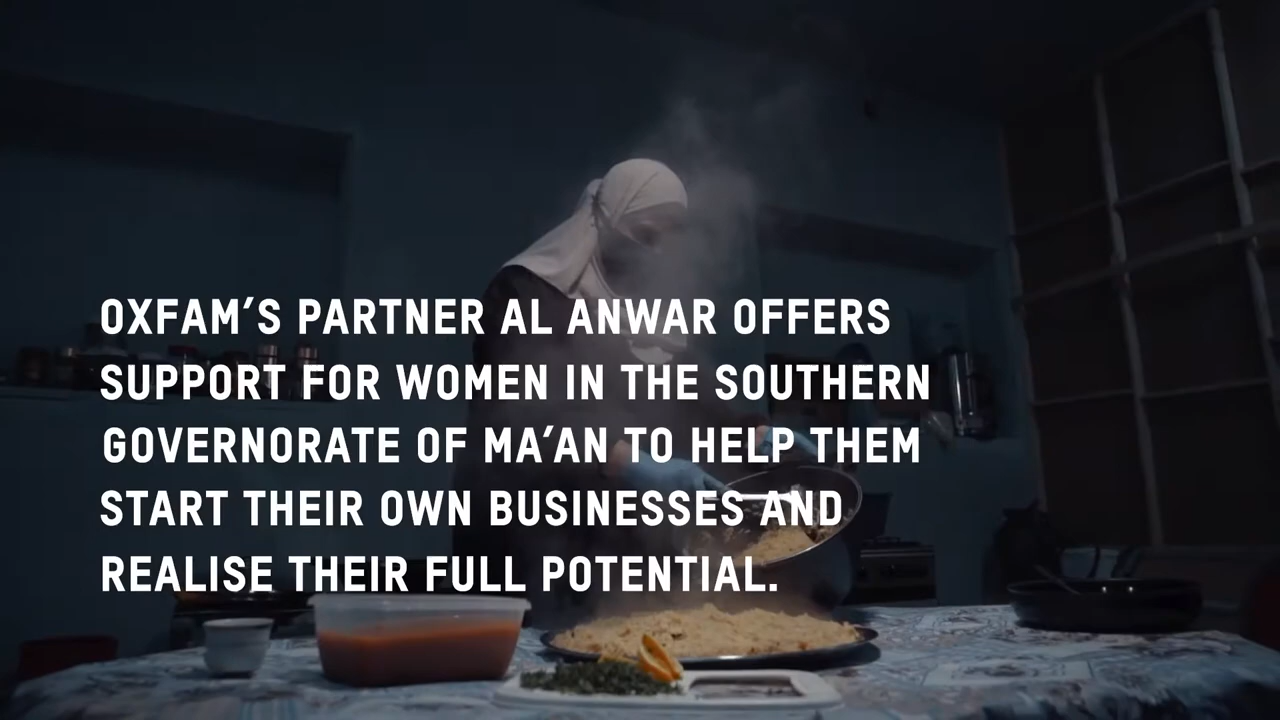 OXFAM’S PARTNER AL ANWAR OFFERS
SUPPORT FOR WOMEN IN THE SOUTHERN
GOVERNORATE OF MA’AN TO HELP THEM
START THEIR OWN BUSINESSES AND
REALISE THEIR FULL POTENTIAL.